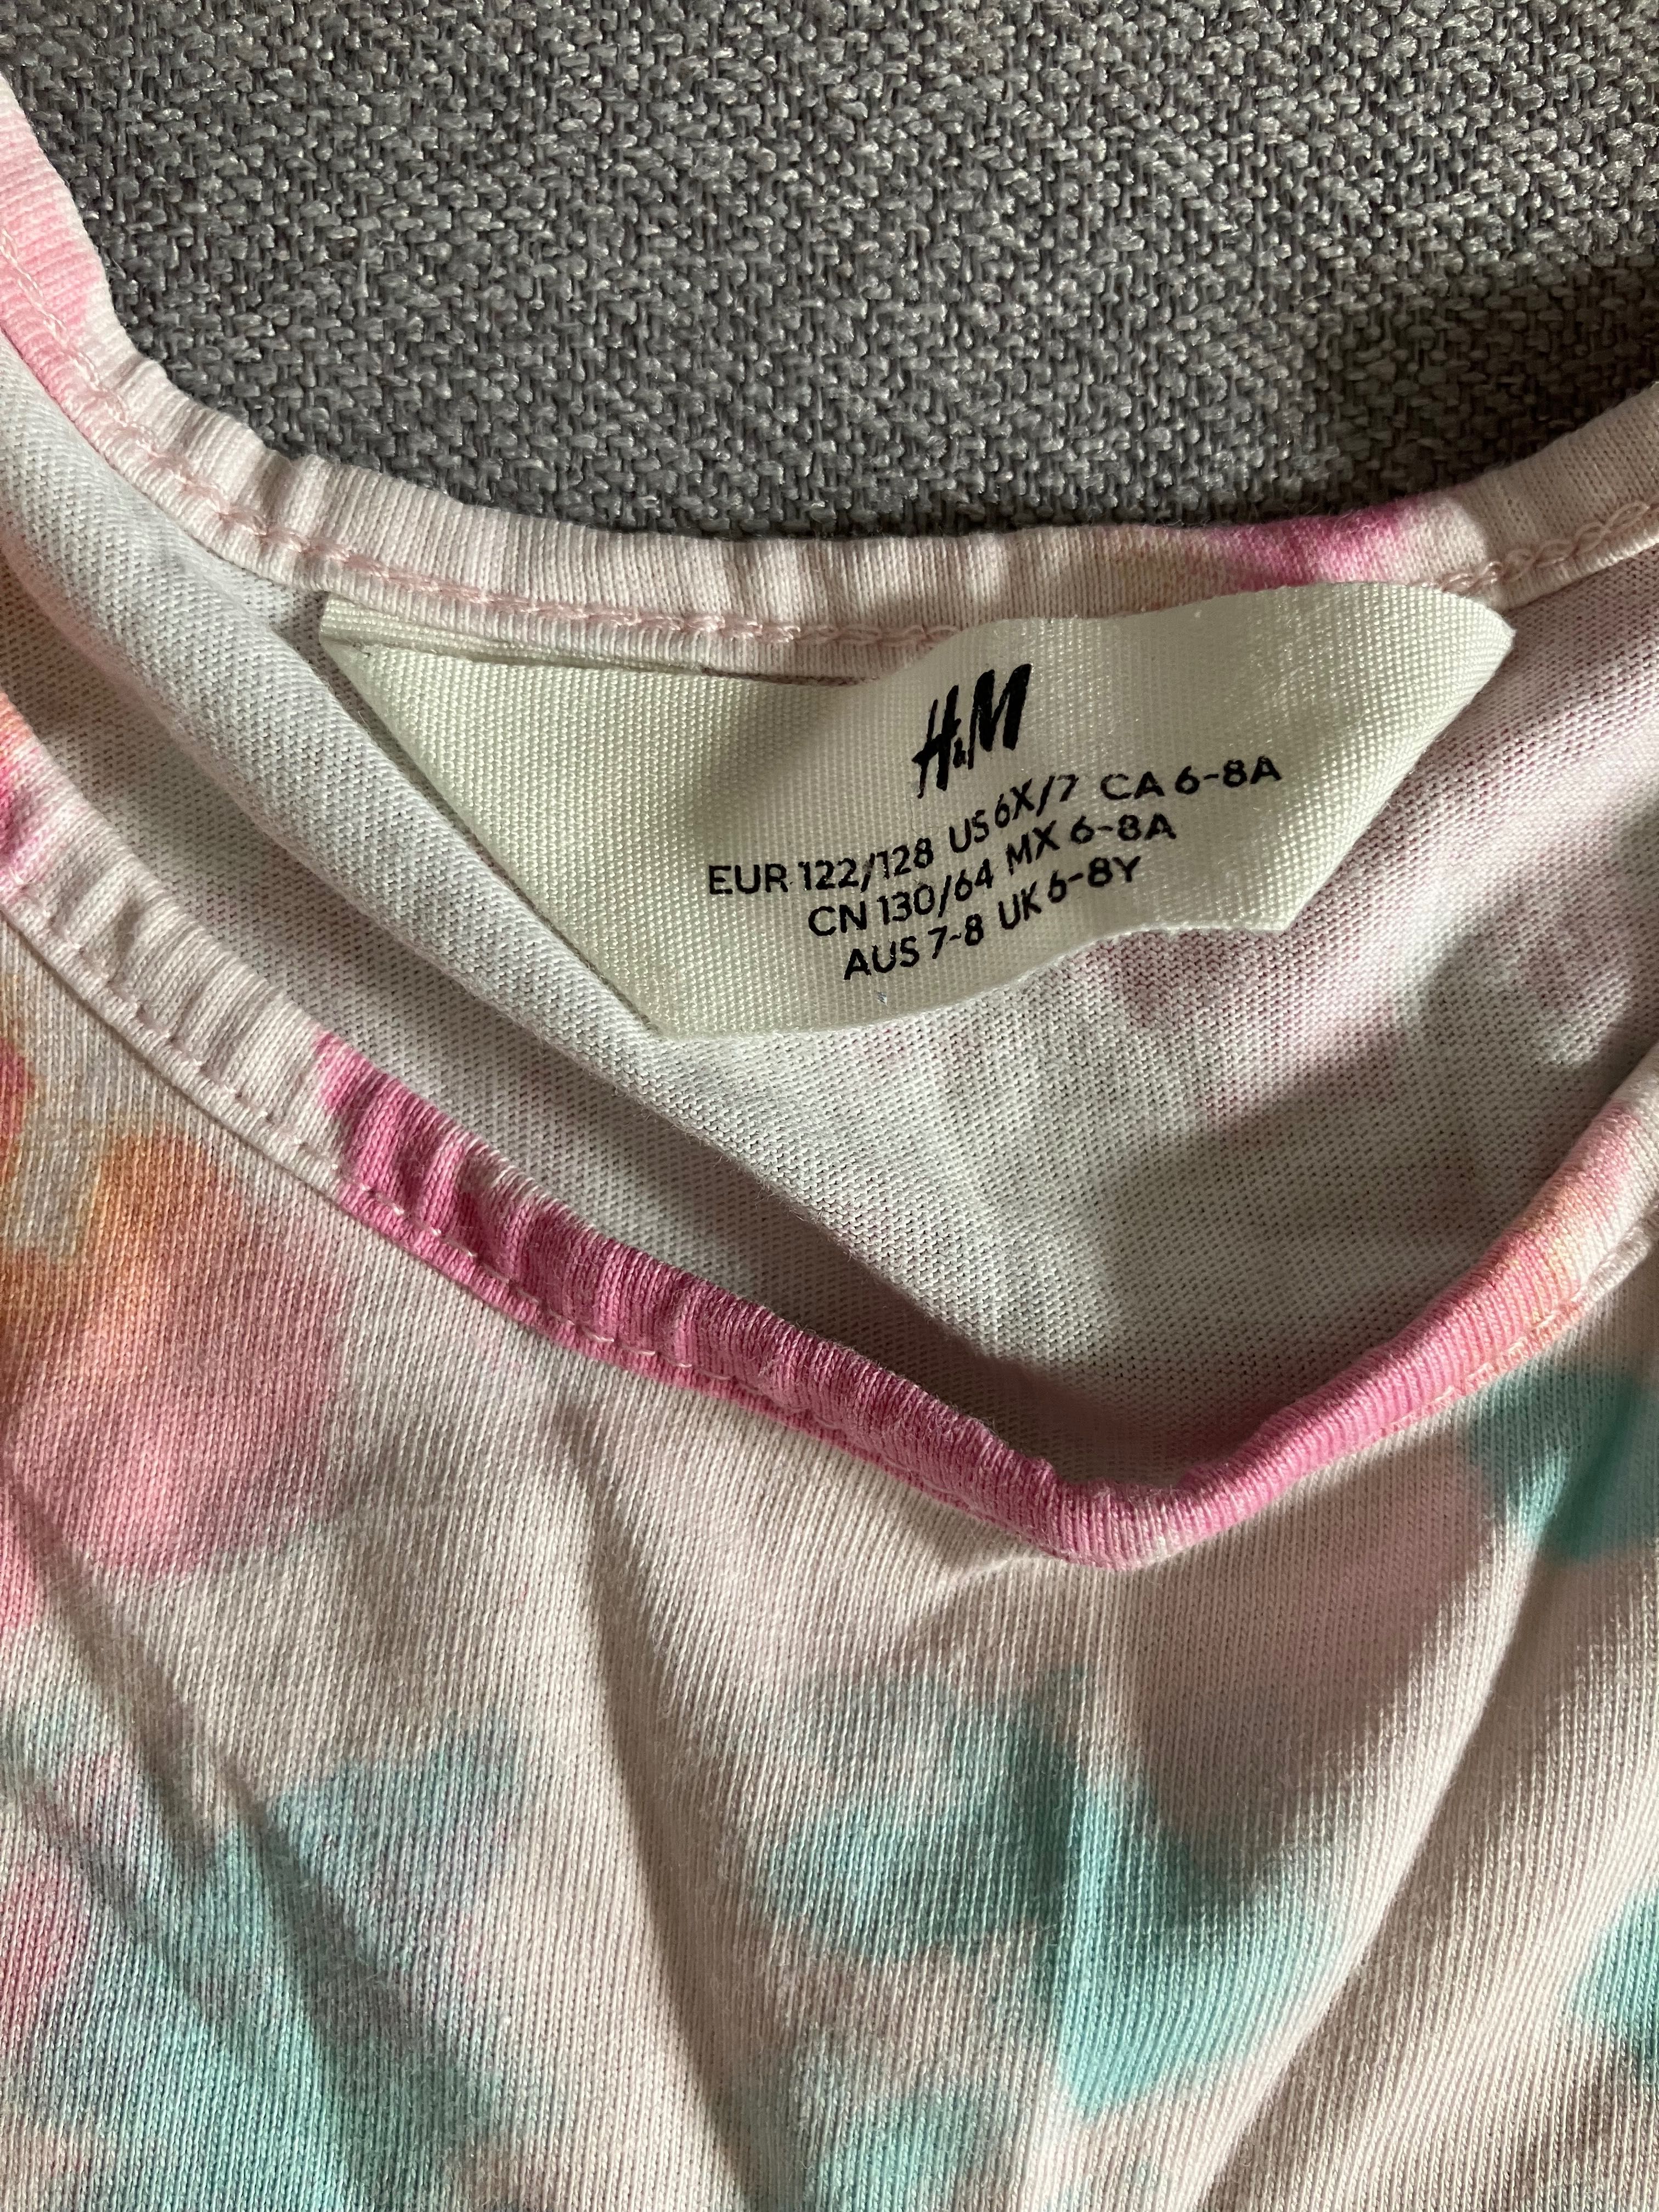 H&M
EUR 122/128 US 6X/7 CA 6-8A
CN 130/64 MX 6-8A
AUS 7-8 UK 6-8Y